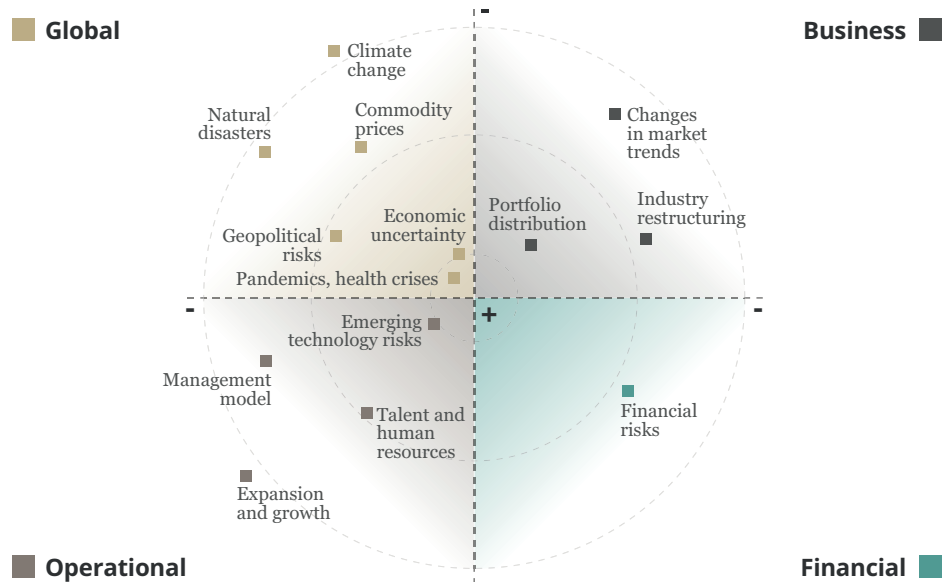 -
Global
Business
Climate
change
Natural
disasters
Commodity
prices
Changes
in market
trends
Industry
restructuring
Portfolio
distribution
Economic
uncertainty
Geopolitical
risks
Pandemics, health crises
-
+
-
Emerging
technology risks
Management
model
Talent and
human
resources
Financial
risks
Expansion
and growth
Operational
Financial